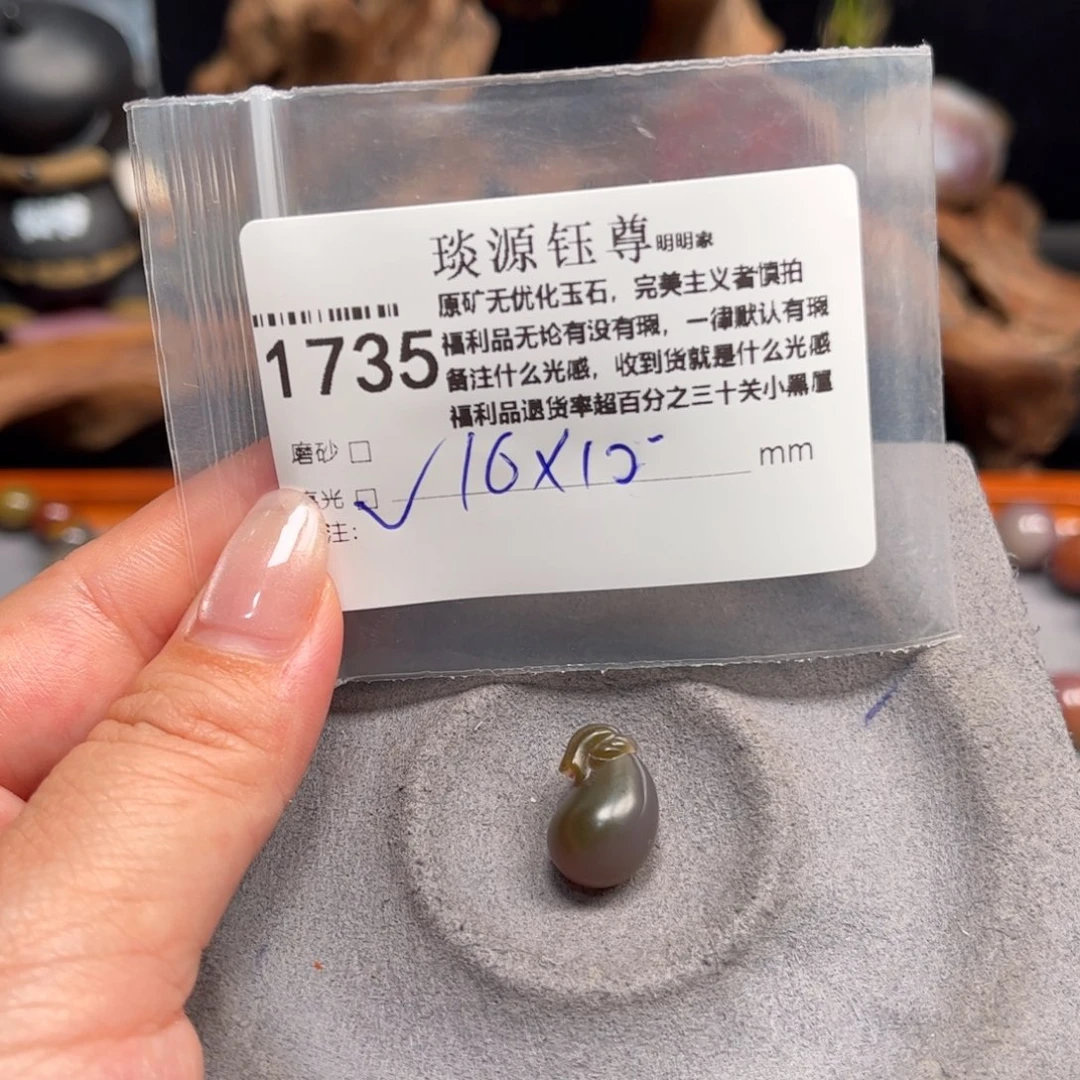 琰源钰尊明明家
原矿无优化玉石，完美主义者慎拍
1735
福利品无论有没有瑕，一律默认有瑕
备注什么光感，收到货就是什么光感
福利品退货率超百分之三十关小黑屋
磨砂 □
光 □ ✓ 16X10 mm
注：